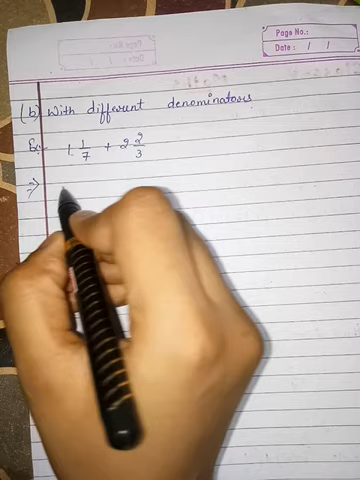 Page No.:
Date: / /
(b) With different denominators
Ex:- 1 1/7 + 2 2/3
⇒